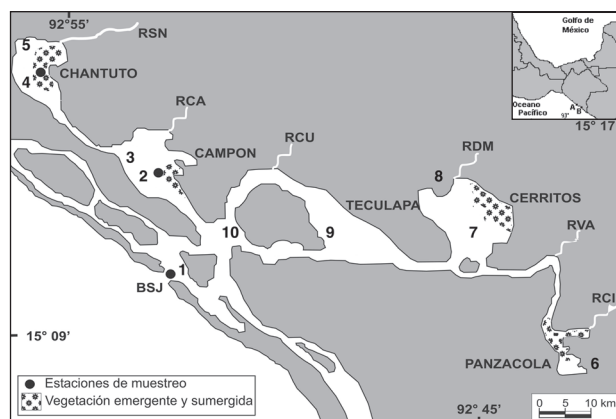 92°55'
Golfo de
México
Oceano
Pacífico
93°
A
B
15° 17'
5
RSN
4
CHANTUTO
RCA
3
CAMPON
2
RCU
8
RDM
TECULAPA
CERRITOS
10
9
7
RVA
1
BSJ
RCI
15° 09'
PANZACOLA
6
Estaciones de muestreo
Vegetación emergente y sumergida
92° 45'
0 5 10 km